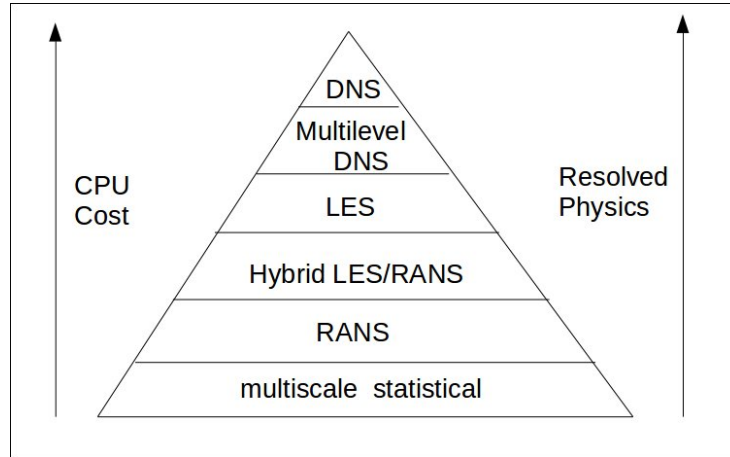 DNS
Multilevel
DNS
CPU
Cost
Resolved
Physics
LES
Hybrid LES/RANS
RANS
multiscale statistical